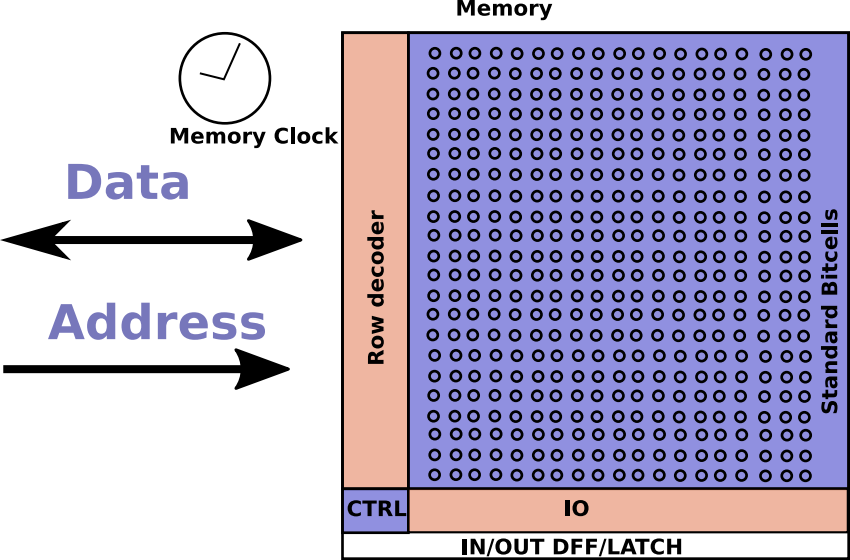 Memory
Memory Clock
Data
Address
Row decoder
Standard Bitcells
CTRL
IO
IN/OUT DFF/LATCH